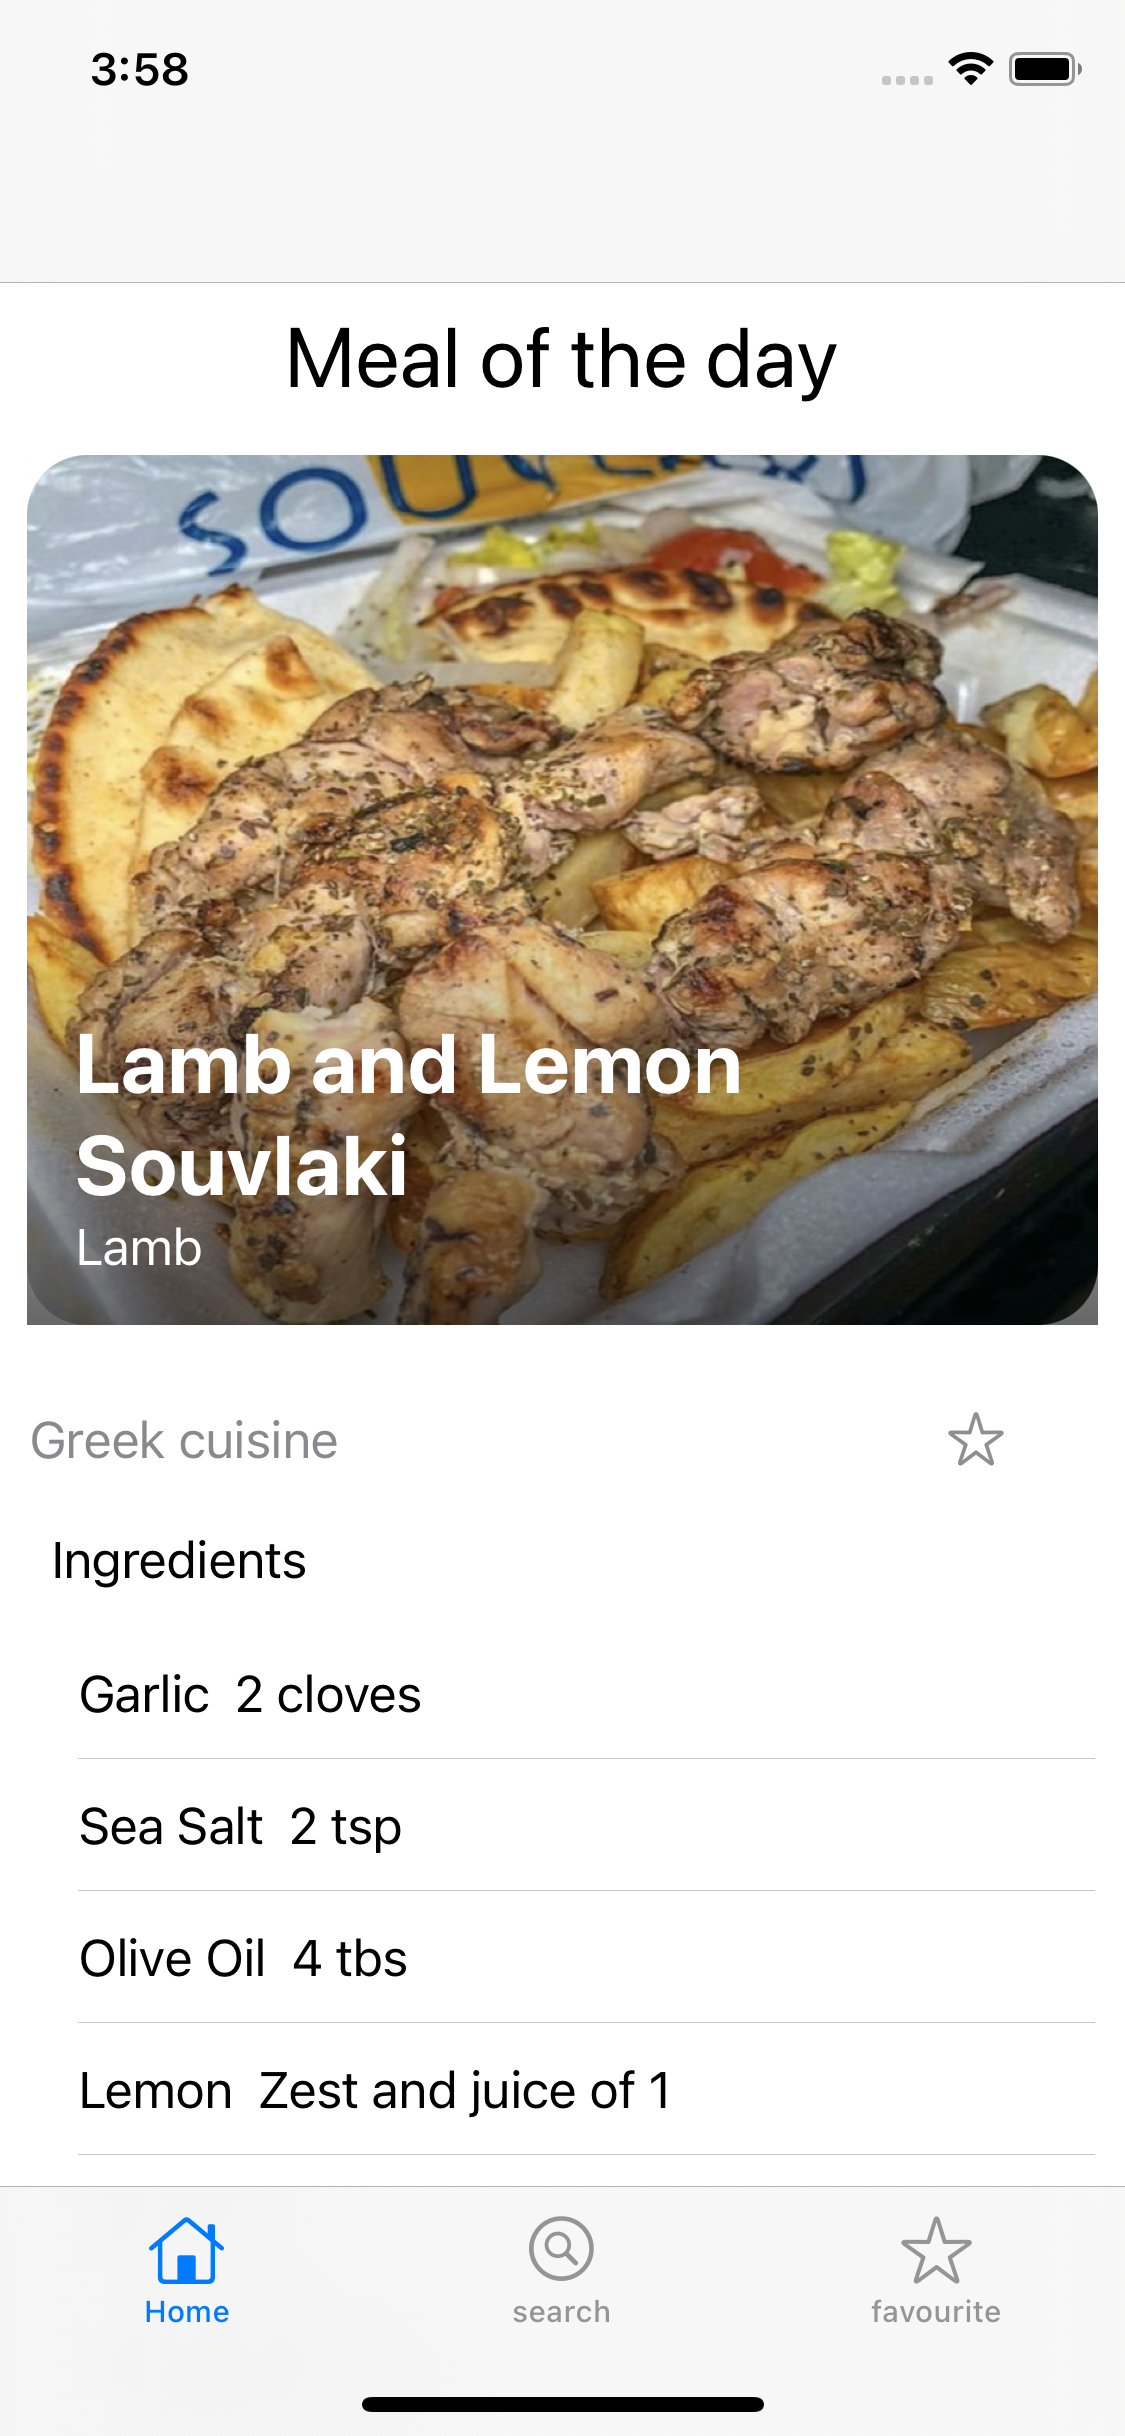 3:58
Meal of the day
SOUVLAKI
Lamb and Lemon
Souvlaki
Lamb
Greek cuisine
Ingredients
Garlic 2 cloves
Sea Salt 2 tsp
Olive Oil 4 tbs
Lemon Zest and juice of 1
Home
search
favourite